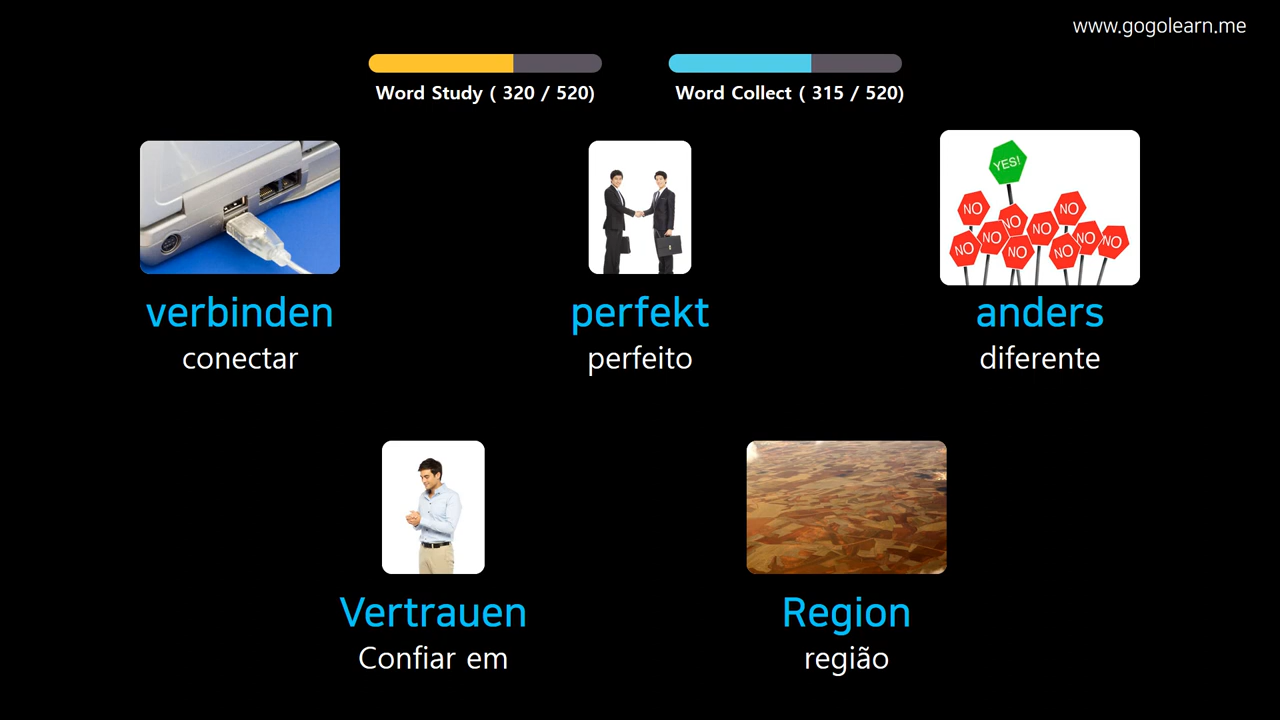 www.gogolearn.me
Word Study ( 320 / 520)
Word Collect ( 315 / 520)
YES!
NO
NO
NO
NO
NO
NO
NO
NO
NO
NO
verbinden
perfekt
anders
conectar
perfeito
diferente
Vertrauen
Region
Confiar em
região